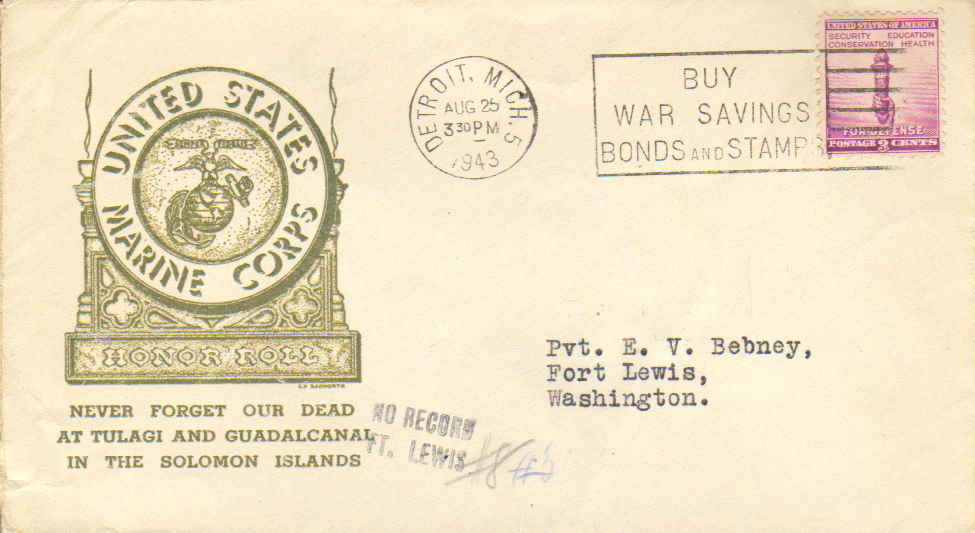 UNITED STATES
MARINE CORPS
HONOR ROLL
NEVER FORGET OUR DEAD
AT TULAGI AND GUADALCANAL
IN THE SOLOMON ISLANDS
DETROIT, MICH. 5
AUG 25
3 30 PM
1943
BUY
WAR SAVINGS
BONDS AND STAMPS
UNITED STATES OF AMERICA
SECURITY EDUCATION
CONSERVATION HEALTH
FOR DEFENSE
POSTAGE 3 CENTS
Pvt. E. V. Bebney,
Fort Lewis,
Washington.
NO RECORD
FT. LEWIS